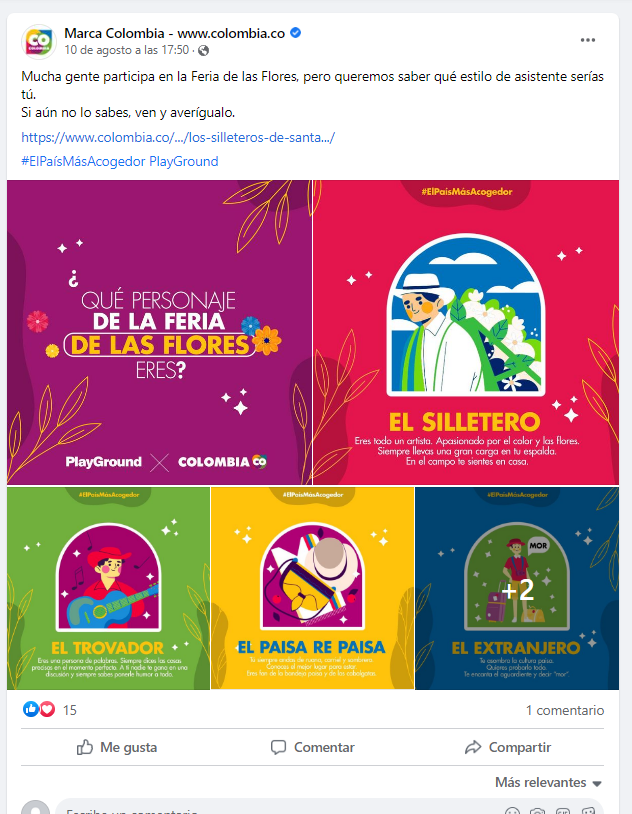 Marca Colombia - www.colombia.co
10 de agosto a las 17:50 ·
Mucha gente participa en la Feria de las Flores, pero queremos saber qué estilo de asistente serías
tú.
Si aún no lo sabes, ven y averígualo.
https://www.colombia.co/.../los-silleteros-de-santa.../
#ElPaísMásAcogedor PlayGround
¿
QUÉ PERSONAJE
DE LA FERIA
DE LAS FLORES
ERES?
PlayGround COLOMBIA CO
#ElPaísMásAcogedor
EL SILLETERO
Eres todo un artista. Apasionado por el color y las flores.
Siempre llevas una gran carga en tu espalda.
En el campo te sientes en casa.
#ElPaísMásAcogedor
EL TROVADOR
Eres una persona de palabras. Siempre dices las cosas
precisas en el momento perfecto. A ti nadie te gana en una
discusión y siempre sabes ponerle humor a todo.
#ElPaísMásAcogedor
EL PAISA RE PAISA
Tú siempre andas de ruana, carriel y sombrero.
Conoces el mejor lugar para estar.
Eres fan de la bandeja paisa y de las cabalgatas.
#ElPaísMásAcogedor
MOR
+2
EL EXTRANJERO
Te asombra la cultura paisa.
Quieres probarlo todo.
Te encanta el aguardiente y decir "mor".
15
1 comentario
Me gusta
Comentar
Compartir
Más relevantes
Escribe un comentario